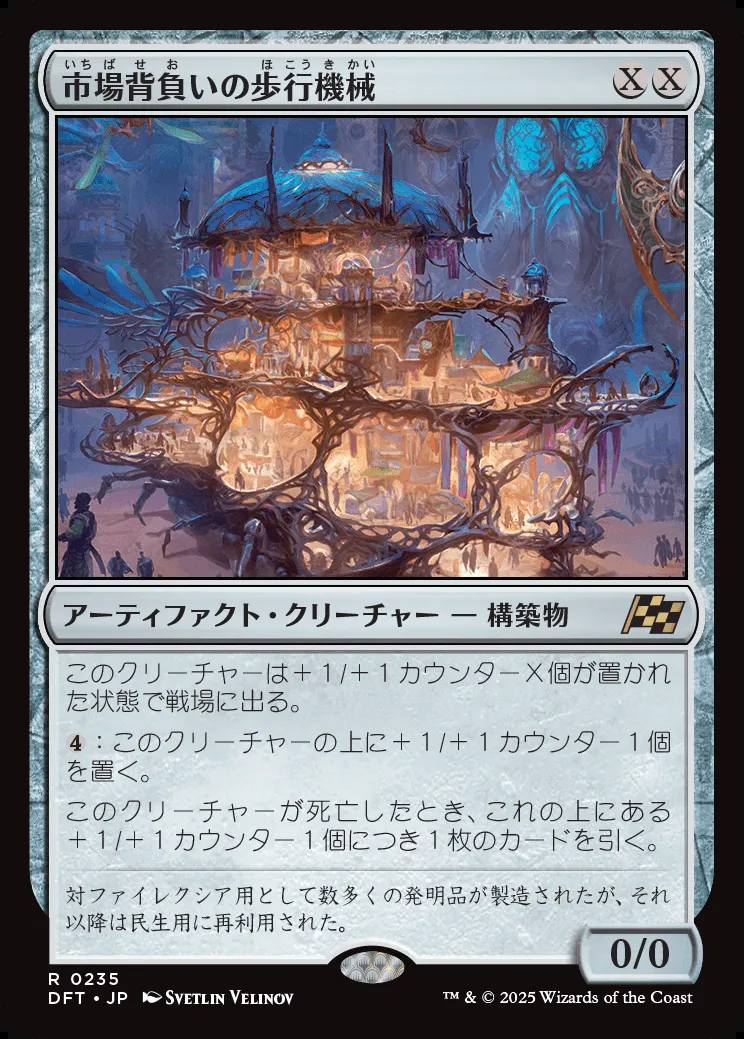 いちばせおほこうきかい
市場背負いの歩行機械 X X
アーティファクト・クリーチャー — 構築物
このクリーチャーは＋１/＋１カウンターＸ個が置かれ
た状態で戦場に出る。
4：このクリーチャーの上に＋１/＋１カウンター１個
を置く。
このクリーチャーが死亡したとき、これの上にある
＋１/＋１カウンター１個につき１枚のカードを引く。
対ファイレクシア用として数多くの発明品が製造されたが、それ
以降は民生用に再利用された。
0/0
R 0235
DFT • JP SVETLIN VELINOV
™ & © 2025 Wizards of the Coast